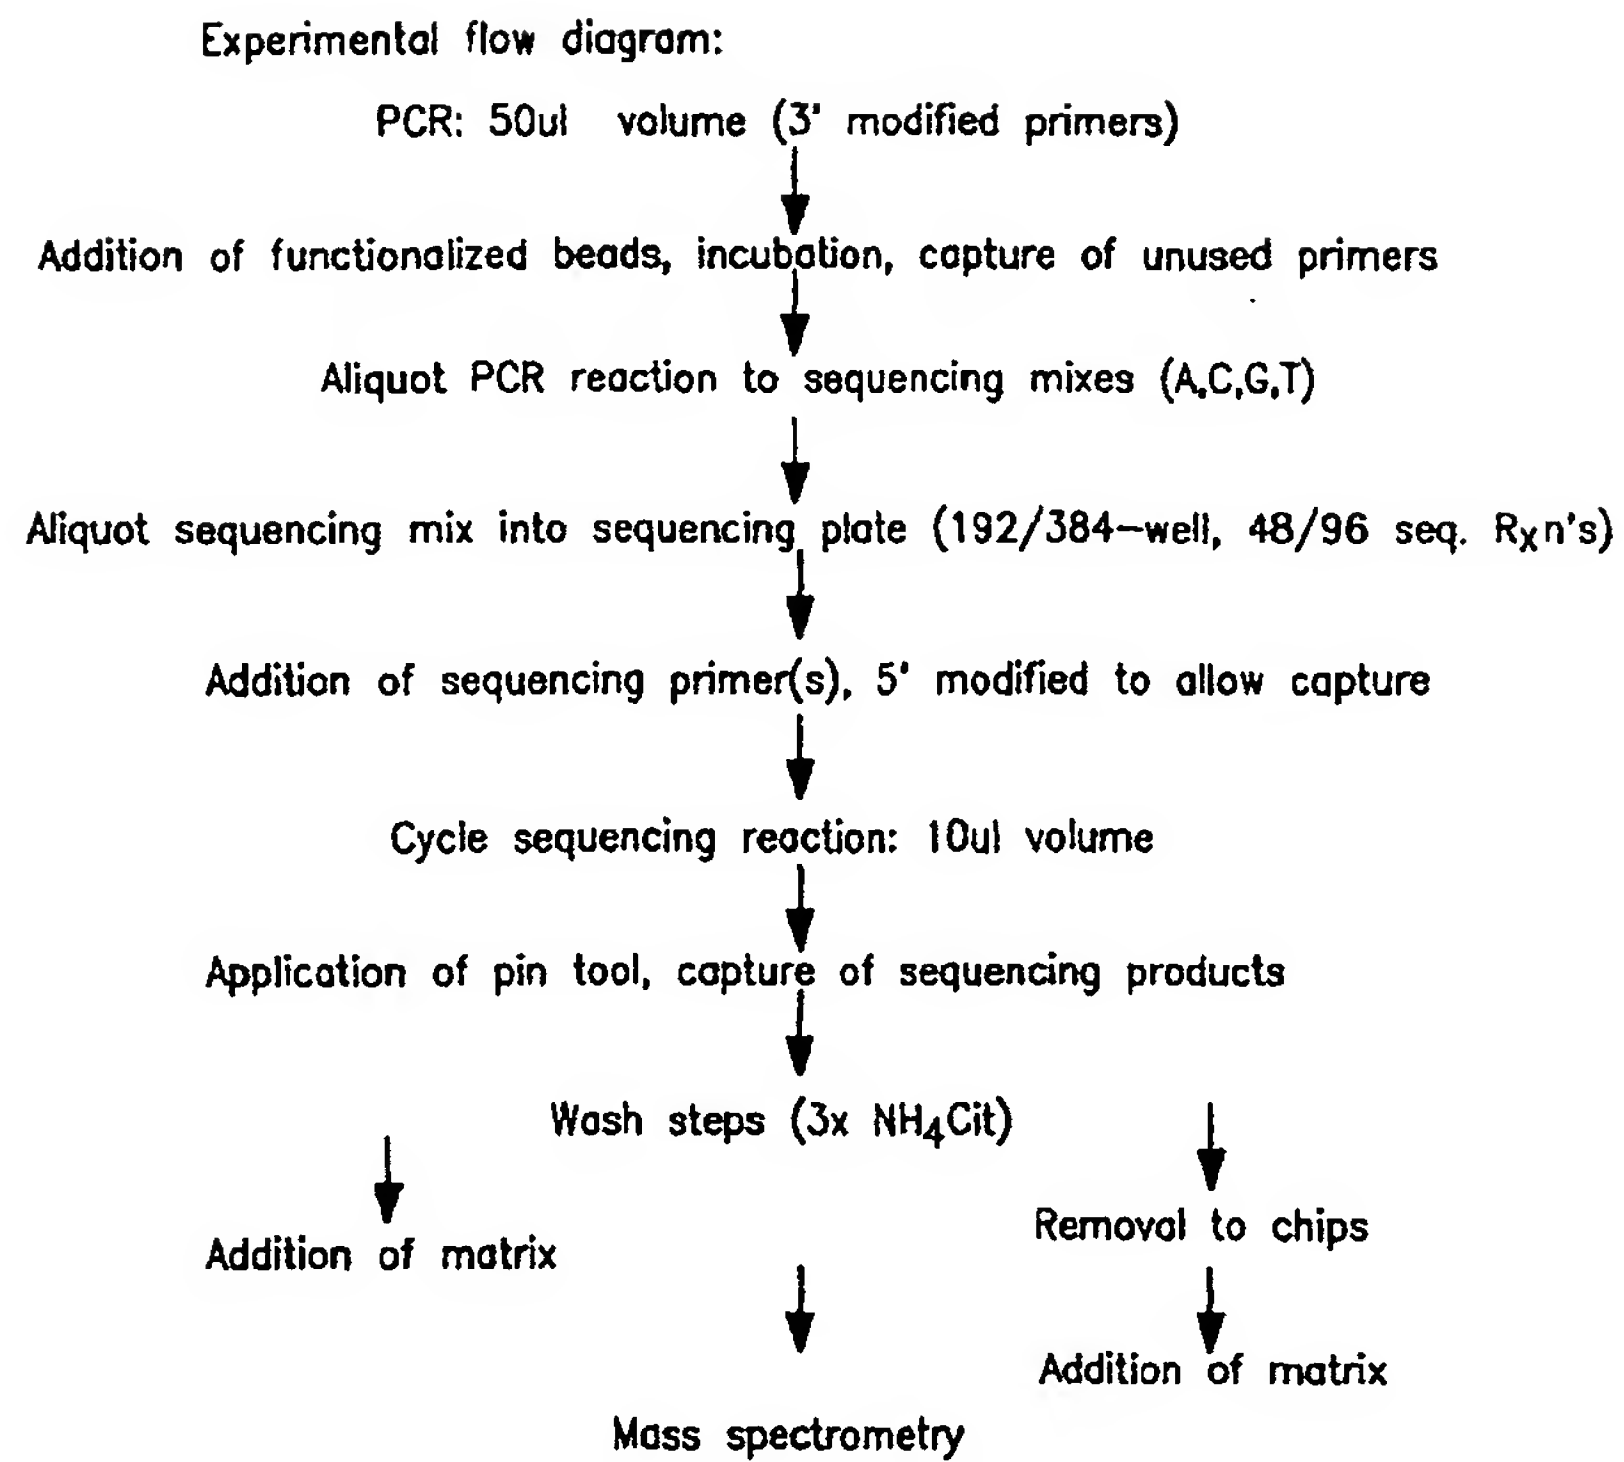 Experimental flow diagram:
PCR: 50ul volume (3' modified primers)
Addition of functionalized beads, incubation, capture of unused primers
Aliquot PCR reaction to sequencing mixes (A,C,G,T)
Aliquot sequencing mix into sequencing plate (192/384-well, 48/96 seq. Rxn's)
Addition of sequencing primer(s), 5' modified to allow capture
Cycle sequencing reaction: 10ul volume
Application of pin tool, capture of sequencing products
Wash steps (3x NH4Cit)
Removal to chips
Addition of matrix
Addition of matrix
Mass spectrometry